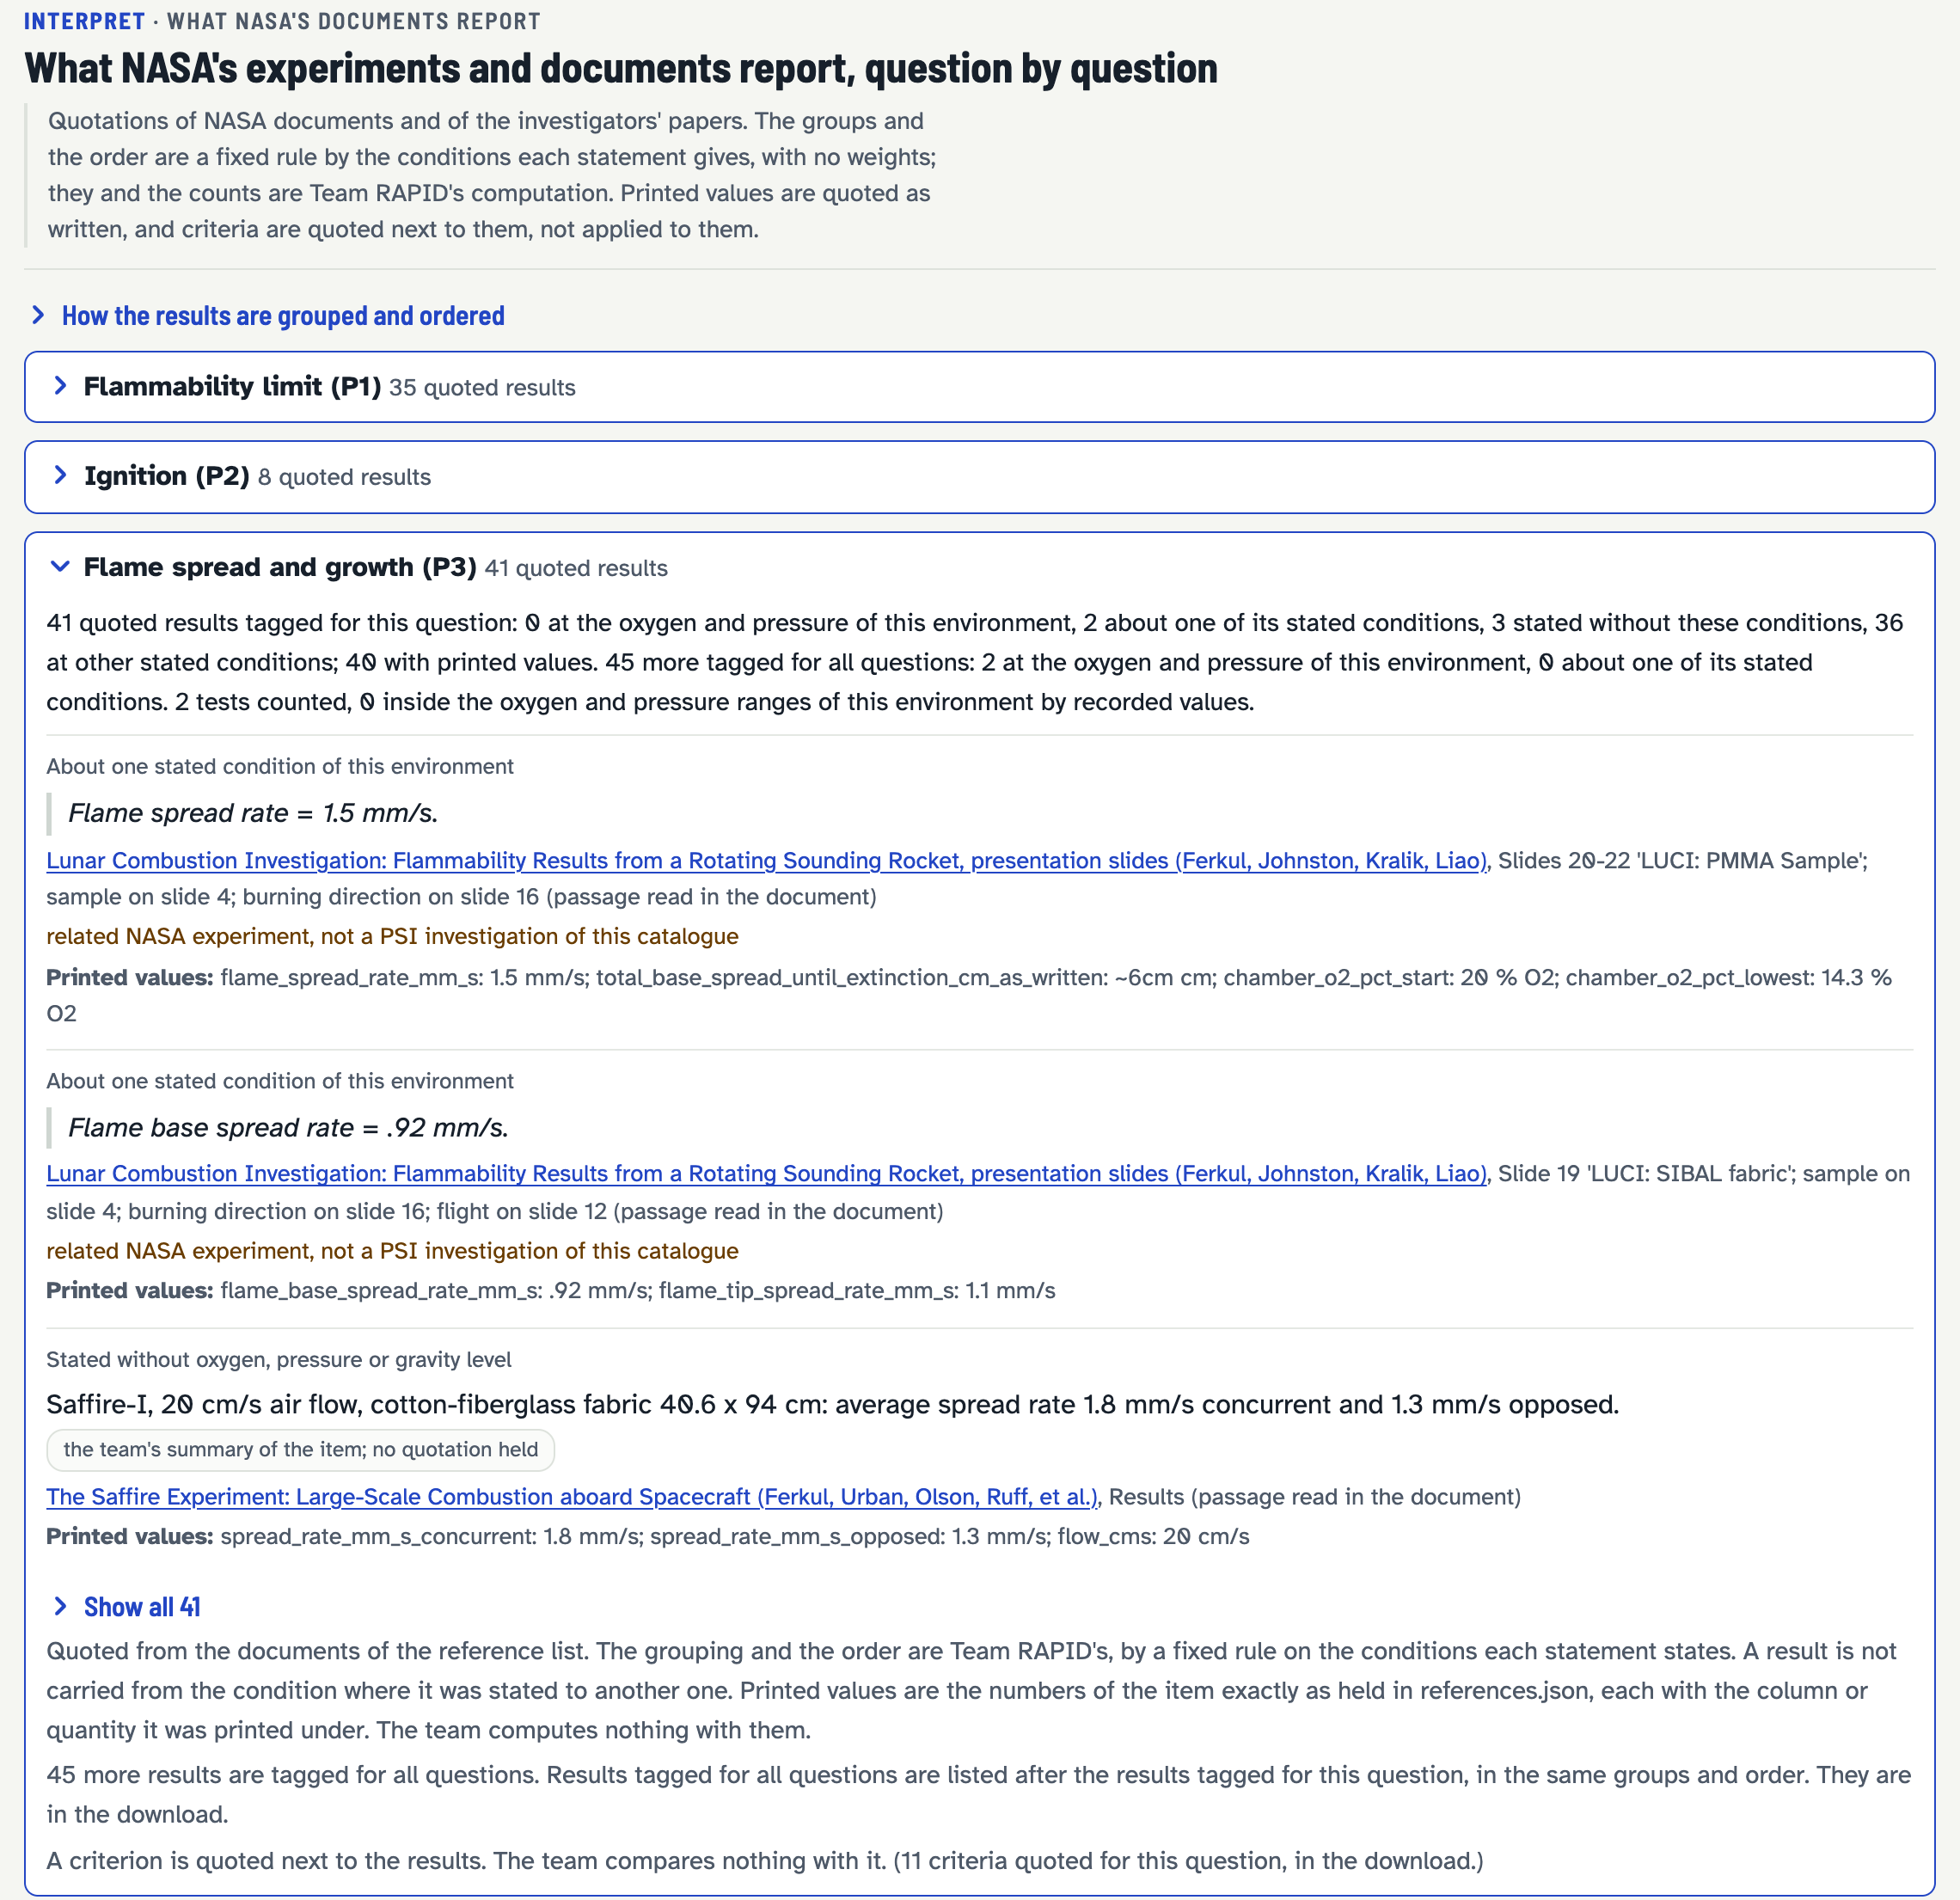 INTERPRET · WHAT NASA'S DOCUMENTS REPORT
What NASA's experiments and documents report, question by question
Quotations of NASA documents and of the investigators' papers. The groups and
the order are a fixed rule by the conditions each statement gives, with no weights;
they and the counts are Team RAPID's computation. Printed values are quoted as
written, and criteria are quoted next to them, not applied to them.
How the results are grouped and ordered
Flammability limit (P1) 35 quoted results
Ignition (P2) 8 quoted results
Flame spread and growth (P3) 41 quoted results
41 quoted results tagged for this question: 0 at the oxygen and pressure of this environment, 2 about one of its stated conditions, 3 stated without these conditions, 36
at other stated conditions; 40 with printed values. 45 more tagged for all questions: 2 at the oxygen and pressure of this environment, 0 about one of its stated
conditions. 2 tests counted, 0 inside the oxygen and pressure ranges of this environment by recorded values.
About one stated condition of this environment
Flame spread rate = 1.5 mm/s.
Lunar Combustion Investigation: Flammability Results from a Rotating Sounding Rocket, presentation slides (Ferkul, Johnston, Kralik, Liao), Slides 20-22 'LUCI: PMMA Sample';
sample on slide 4; burning direction on slide 16 (passage read in the document)
related NASA experiment, not a PSI investigation of this catalogue
Printed values: flame_spread_rate_mm_s: 1.5 mm/s; total_base_spread_until_extinction_cm_as_written: ~6cm cm; chamber_o2_pct_start: 20 % O2; chamber_o2_pct_lowest: 14.3 %
O2
About one stated condition of this environment
Flame base spread rate = .92 mm/s.
Lunar Combustion Investigation: Flammability Results from a Rotating Sounding Rocket, presentation slides (Ferkul, Johnston, Kralik, Liao), Slide 19 'LUCI: SIBAL fabric'; sample on
slide 4; burning direction on slide 16; flight on slide 12 (passage read in the document)
related NASA experiment, not a PSI investigation of this catalogue
Printed values: flame_base_spread_rate_mm_s: .92 mm/s; flame_tip_spread_rate_mm_s: 1.1 mm/s
Stated without oxygen, pressure or gravity level
Saffire-I, 20 cm/s air flow, cotton-fiberglass fabric 40.6 x 94 cm: average spread rate 1.8 mm/s concurrent and 1.3 mm/s opposed.
the team's summary of the item; no quotation held
The Saffire Experiment: Large-Scale Combustion aboard Spacecraft (Ferkul, Urban, Olson, Ruff, et al.), Results (passage read in the document)
Printed values: spread_rate_mm_s_concurrent: 1.8 mm/s; spread_rate_mm_s_opposed: 1.3 mm/s; flow_cms: 20 cm/s
Show all 41
Quoted from the documents of the reference list. The grouping and the order are Team RAPID's, by a fixed rule on the conditions each statement states. A result is not
carried from the condition where it was stated to another one. Printed values are the numbers of the item exactly as held in references.json, each with the column or
quantity it was printed under. The team computes nothing with them.
45 more results are tagged for all questions. Results tagged for all questions are listed after the results tagged for this question, in the same groups and order. They are
in the download.
A criterion is quoted next to the results. The team compares nothing with it. (11 criteria quoted for this question, in the download.)